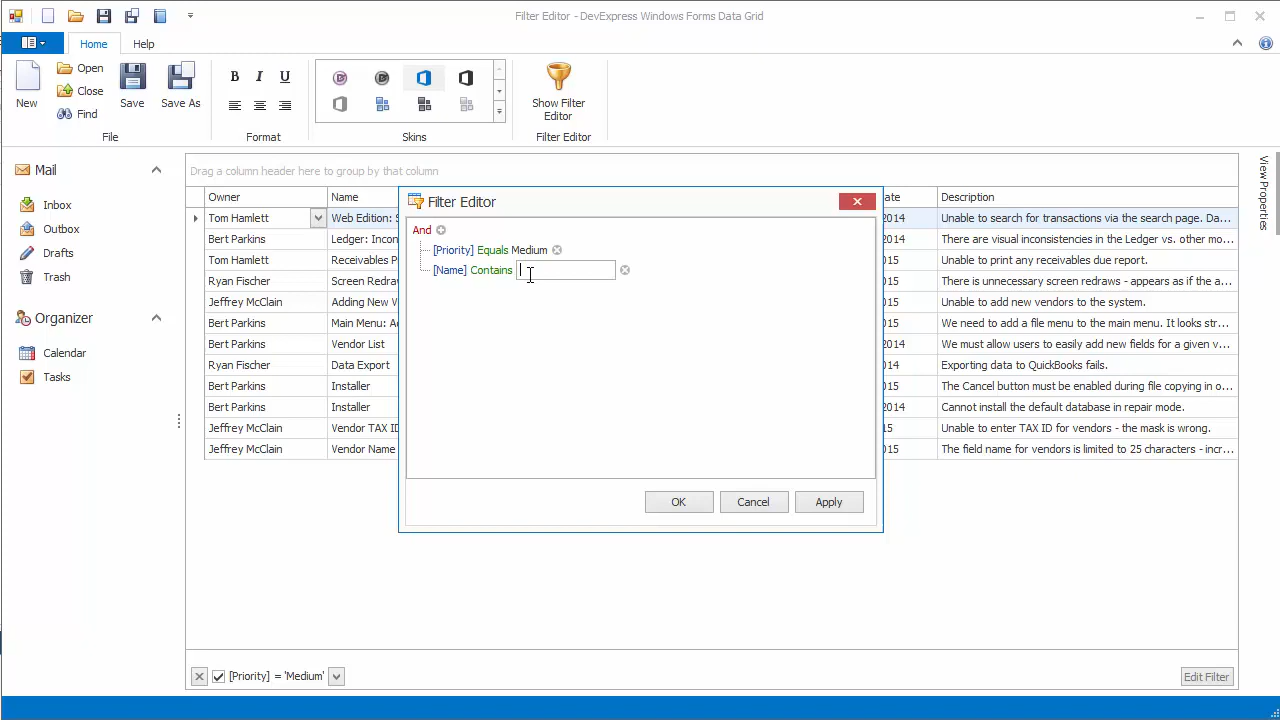 Filter Editor - DevExpress Windows Forms Data Grid
Home Help
New
Open
Close
Find
Save
Save As
File
B I U
Format
Skins
Show Filter
Editor
Filter Editor
Mail
Inbox
Outbox
Drafts
Trash
Organizer
Calendar
Tasks
Drag a column header here to group by that column
View Properties
Owner Name ate Description
Tom Hamlett Web Edition: S 2014 Unable to search for transactions via the search page. Da...
Bert Parkins Ledger: Incon 2014 There are visual inconsistencies in the Ledger vs. other mo...
Tom Hamlett Receivables P 2015 Unable to print any receivables due report.
Ryan Fischer Screen Redraw 2015 There is unnecessary screen redraws - appears as if the a...
Jeffrey McClain Adding New V 2015 Unable to add new vendors to the system.
Bert Parkins Main Menu: Ad 2015 We need to add a file menu to the main menu. It looks str...
Bert Parkins Vendor List 2014 We must allow users to easily add new fields for a given v...
Ryan Fischer Data Export 2014 Exporting data to QuickBooks fails.
Bert Parkins Installer 2015 The Cancel button must be enabled during file copying in o...
Bert Parkins Installer 2014 Cannot install the default database in repair mode.
Jeffrey McClain Vendor TAX ID 15 Unable to enter TAX ID for vendors - the mask is wrong.
Jeffrey McClain Vendor Name 2015 The field name for vendors is limited to 25 characters - incr...
Filter Editor
And
[Priority] Equals Medium
[Name] Contains
OK Cancel Apply
[Priority] = 'Medium'
Edit Filter